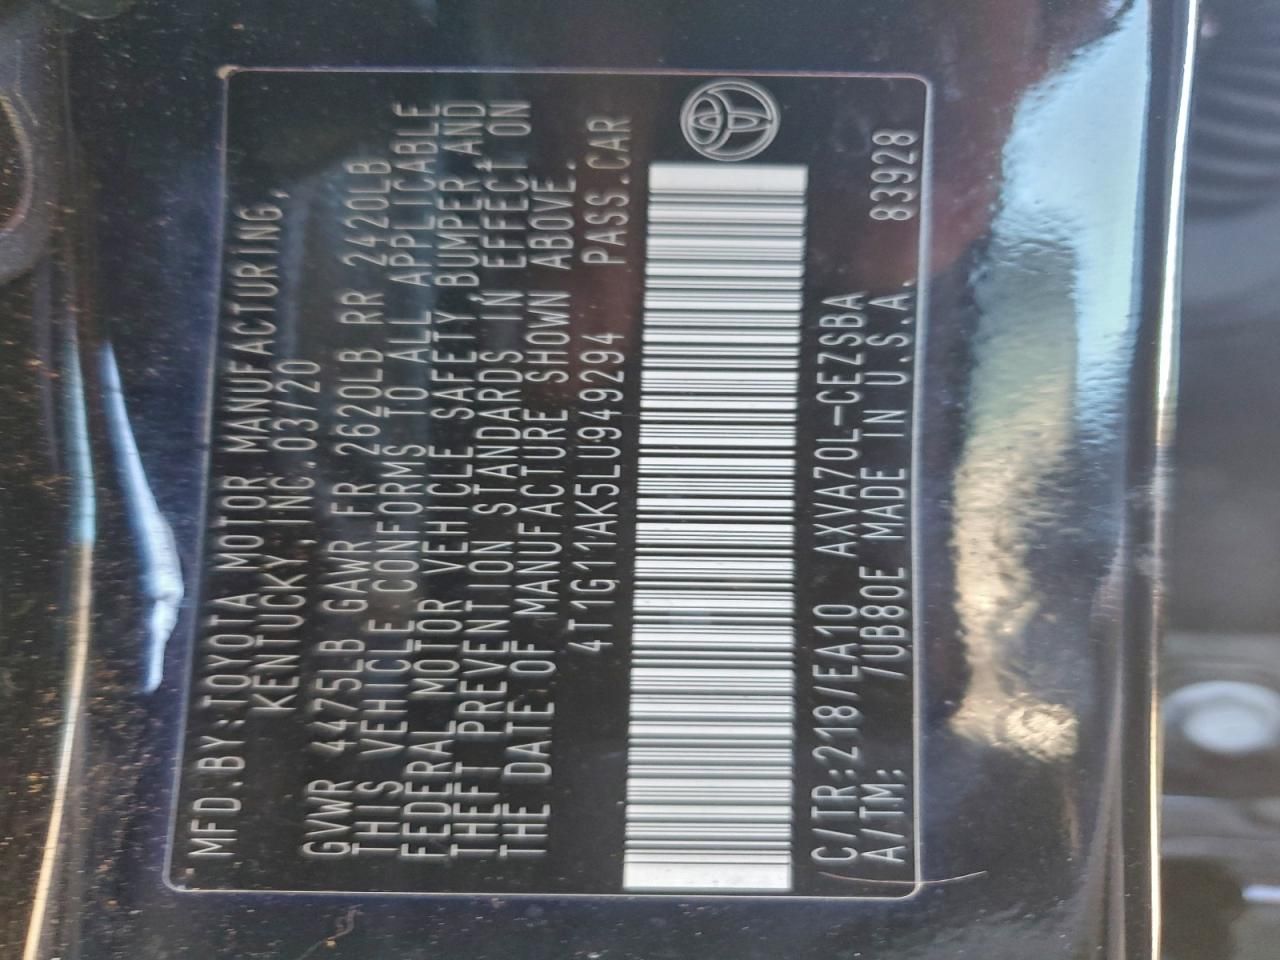 MFD.BY:TOYOTA MOTOR MANUFACTURING,
KENTUCKY,INC.03/20
GVWR 4475LB GAWR FR 2620LB RR 2420LB
THIS VEHICLE CONFORMS TO ALL APPLICABLE
FEDERAL MOTOR VEHICLE SAFETY,BUMPER,AND
THEFT PREVENTION STANDARDS IN EFFECT ON
THE DATE OF MANUFACTURE SHOWN ABOVE.
4T1G11AK5LU949294 PASS.CAR
C/TR:218/EA10 AXVA70L-CEZSBA
A/TM: /UB80E MADE IN U.S.A. 83928